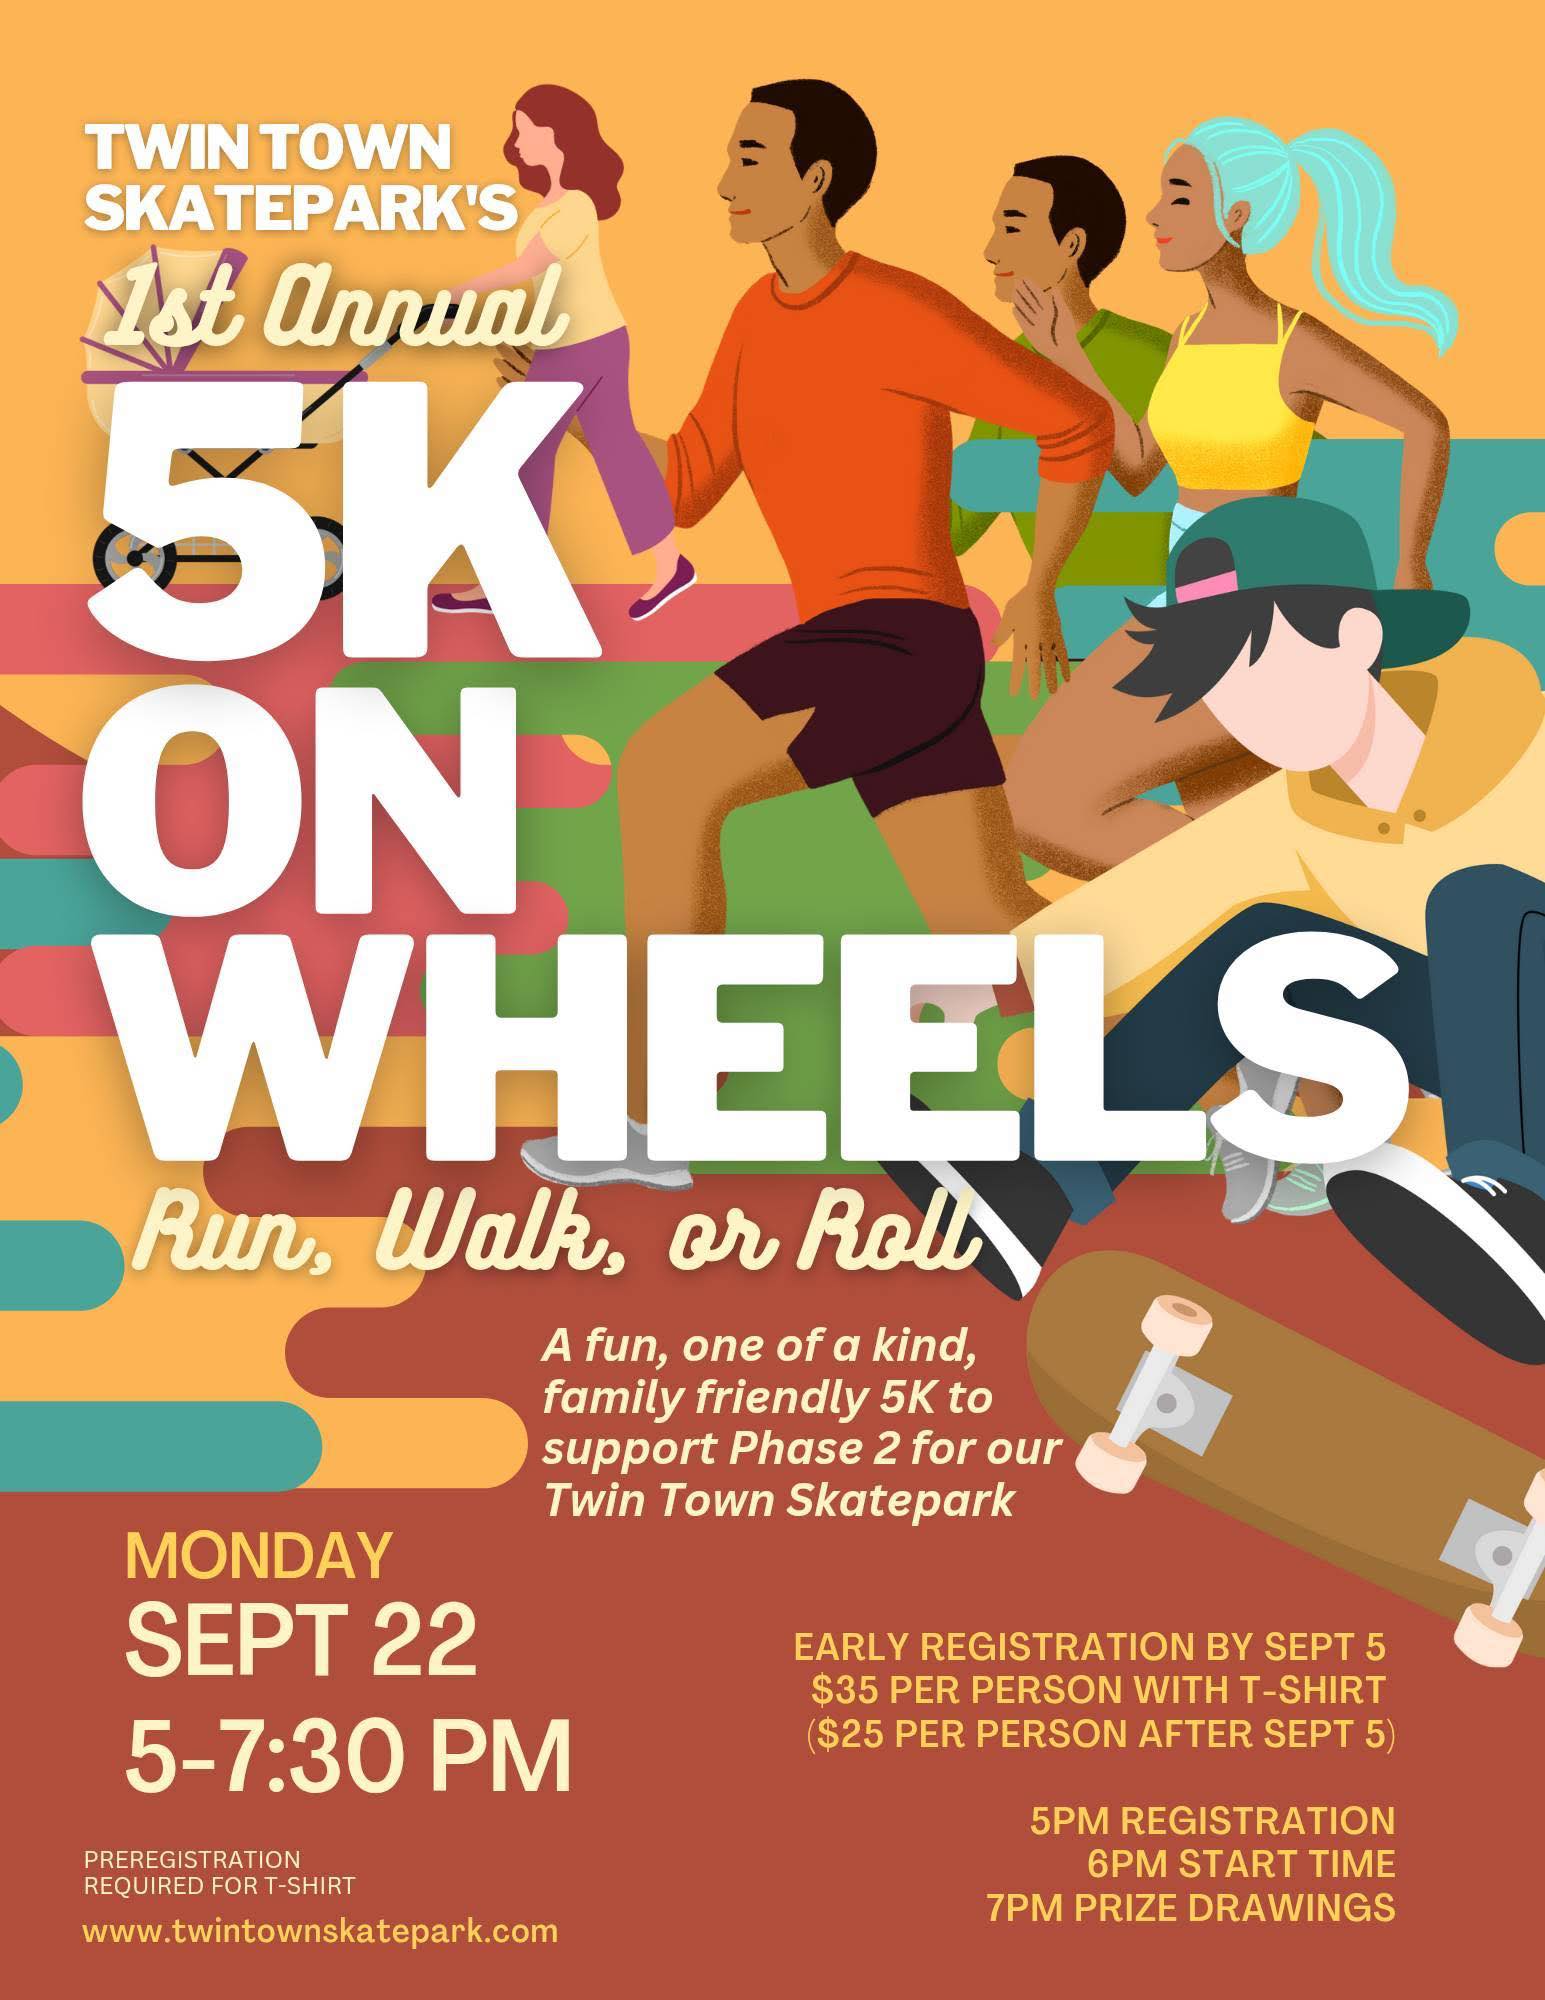 TWIN TOWN
SKATEPARK'S
1st Annual
5K
ON
WHEELS
Run, Walk, or Roll
A fun, one of a kind,
family friendly 5K to
support Phase 2 for our
Twin Town Skatepark
MONDAY
SEPT 22
5-7:30 PM
PREREGISTRATION
REQUIRED FOR T-SHIRT
www.twintownskatepark.com
EARLY REGISTRATION BY SEPT 5
$35 PER PERSON WITH T-SHIRT
($25 PER PERSON AFTER SEPT 5)
5PM REGISTRATION
6PM START TIME
7PM PRIZE DRAWINGS